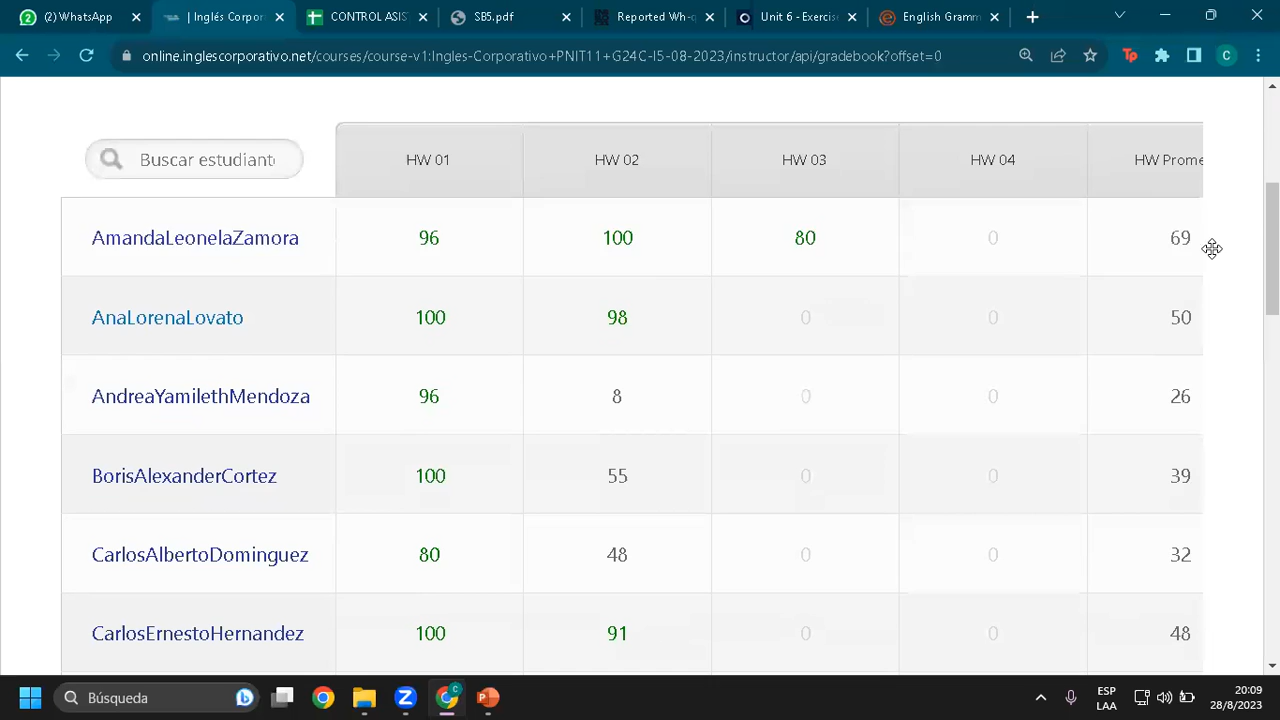 (2) WhatsApp
| Inglés Corpor
CONTROL ASIS
SB5.pdf
Reported Wh-q
Unit 6 - Exercise
English Gramm
online.inglescorporativo.net/courses/course-v1:Ingles-Corporativo+PNIT11+G24C-I5-08-2023/instructor/api/gradebook?offset=0
C
Buscar estudiant
HW 01
HW 02
HW 03
HW 04
HW Prome
AmandaLeonelaZamora 96 100 80 0 69
AnaLorenaLovato 100 98 0 0 50
AndreaYamilethMendoza 96 8 0 0 26
BorisAlexanderCortez 100 55 0 0 39
CarlosAlbertoDominguez 80 48 0 0 32
CarlosErnestoHernandez 100 91 0 0 48
Búsqueda
ESP
LAA
20:09
28/8/2023